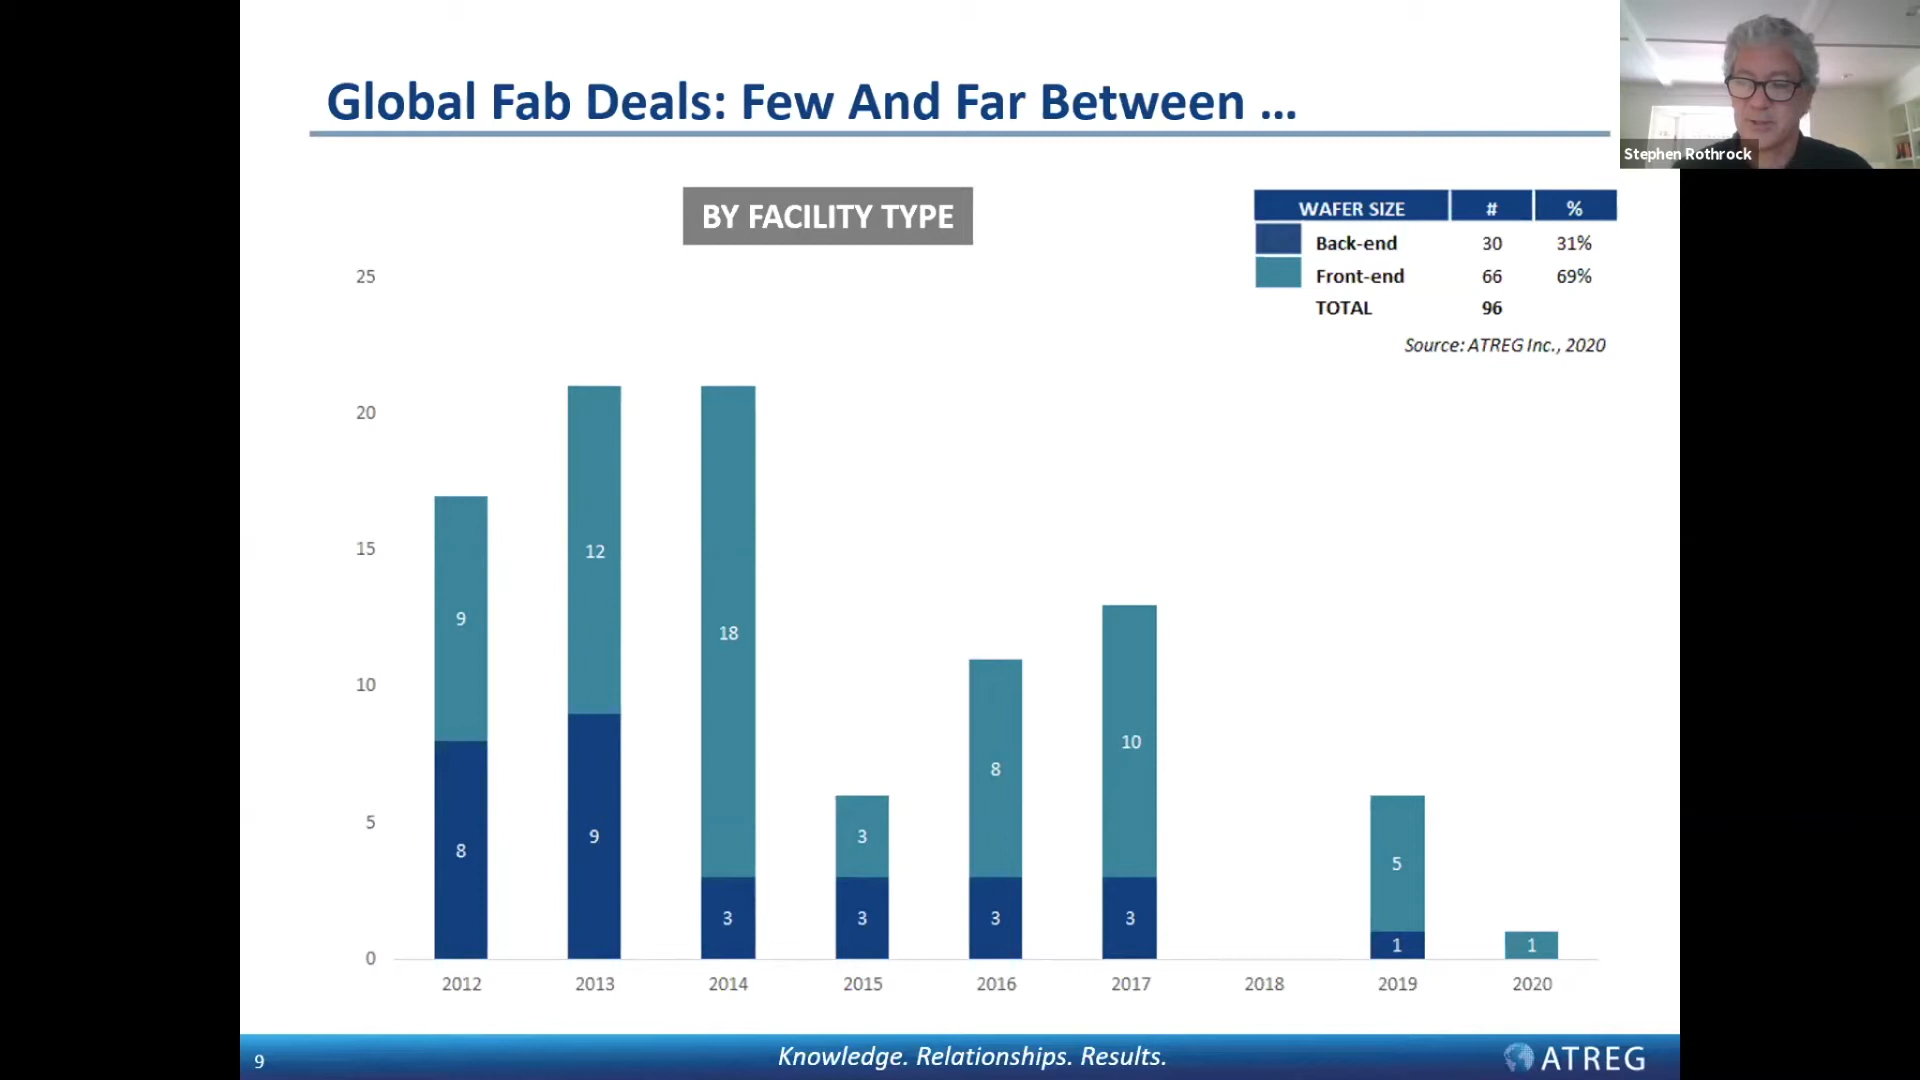 Global Fab Deals: Few And Far Between ...
Stephen Rothrock
BY FACILITY TYPE
WAFER SIZE # %
Back-end 30 31%
Front-end 66 69%
TOTAL 96
Source: ATREG Inc., 2020
25
20
15
10
5
0
9
8
12
9
18
3
3
3
8
3
10
3
5
1
1
2012 2013 2014 2015 2016 2017 2018 2019 2020
9
Knowledge. Relationships. Results.
ATREG